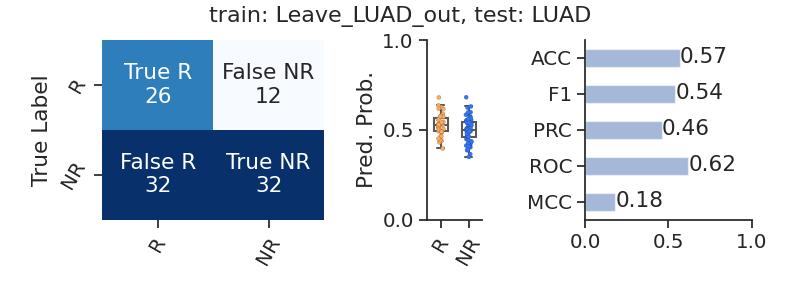 train: Leave_LUAD_out, test: LUAD
True Label
R
NR
True R
26
False NR
12
False R
32
True NR
32
R
NR
Pred. Prob.
1.0
0.5
0.0
R
NR
ACC
0.57
F1
0.54
PRC
0.46
ROC
0.62
MCC
0.18
0.0
0.5
1.0